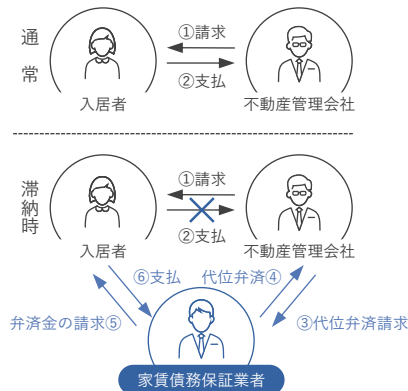 通常
①請求
②支払
入居者
不動産管理会社
滞納時
①請求
②支払
入居者
不動産管理会社
⑥支払
代位弁済④
弁済金の請求⑤
③代位弁済請求
家賃債務保証業者